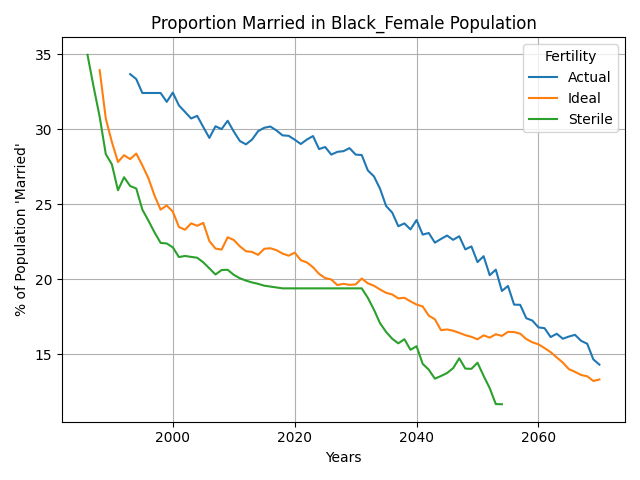 Proportion Married in Black_Female Population
% of Population 'Married'
35
30
25
20
15
Fertility
Actual
Ideal
Sterile
2000 2020 2040 2060
Years